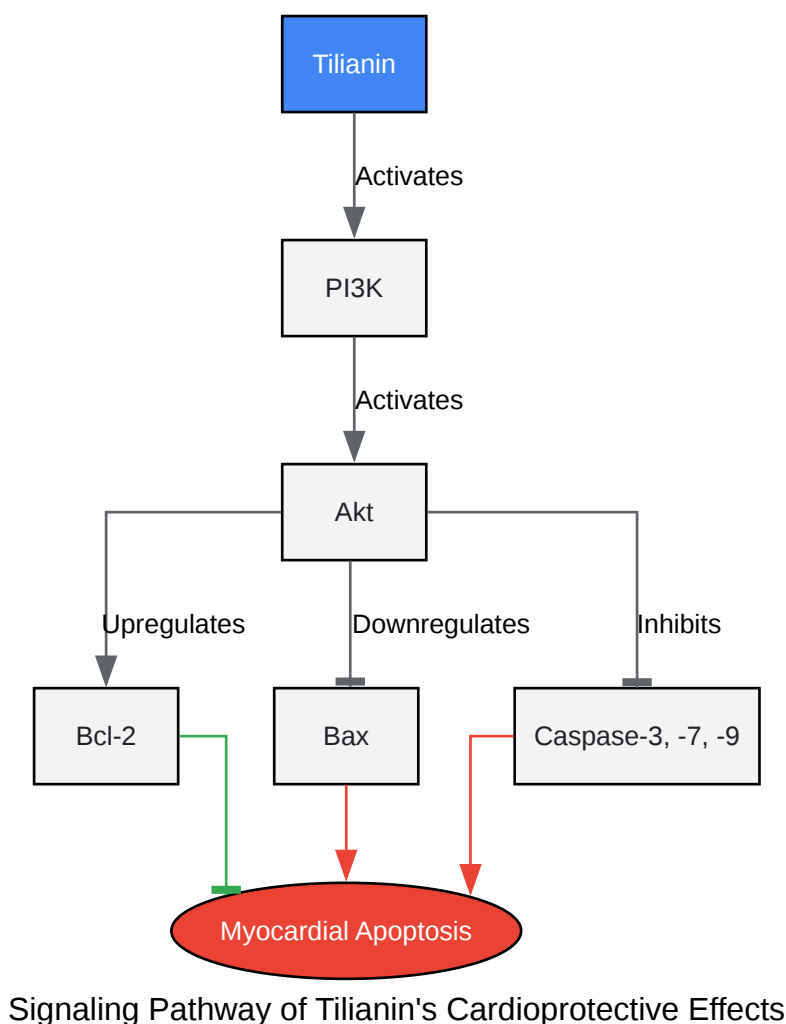 Tilianin
Activates
PI3K
Activates
Akt
Upregulates
Downregulates
Inhibits
Bcl-2
Bax
Caspase-3, -7, -9
Myocardial Apoptosis
Signaling Pathway of Tilianin's Cardioprotective Effects